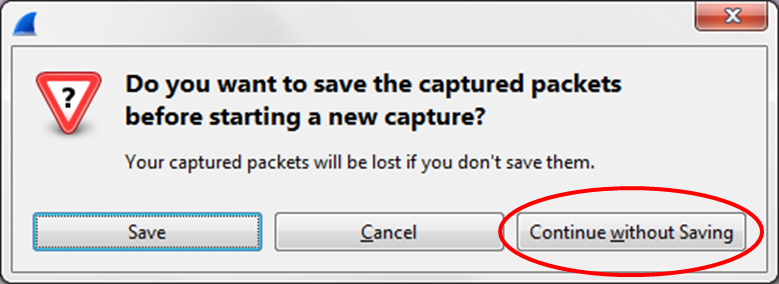 ?
Do you want to save the captured packets
before starting a new capture?
Your captured packets will be lost if you don't save them.
Save
Cancel
Continue without Saving